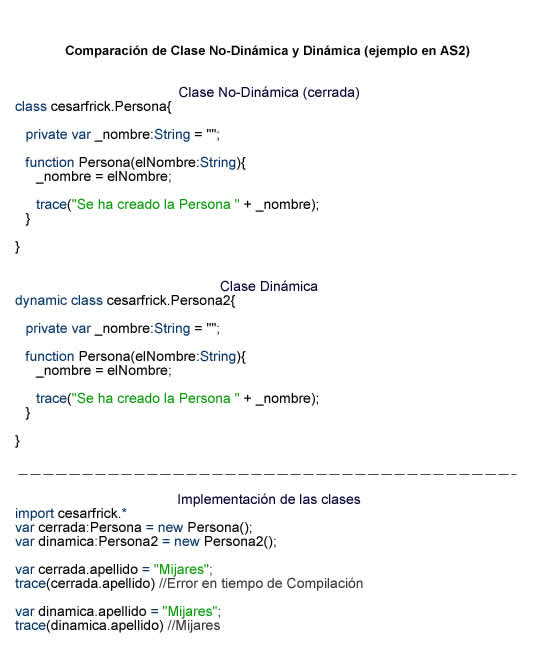 Comparación de Clase No-Dinámica y Dinámica (ejemplo en AS2)
Clase No-Dinámica (cerrada)
class cesarfrick.Persona{
private var _nombre:String = "";
function Persona(elNombre:String){
_nombre = elNombre;
trace("Se ha creado la Persona " + _nombre);
}
}
Clase Dinámica
dynamic class cesarfrick.Persona2{
private var _nombre:String = "";
function Persona(elNombre:String){
_nombre = elNombre;
trace("Se ha creado la Persona " + _nombre);
}
}
Implementación de las clases
import cesarfrick.*
var cerrada:Persona = new Persona();
var dinamica:Persona2 = new Persona2();
var cerrada.apellido = "Mijares";
trace(cerrada.apellido) //Error en tiempo de Compilación
var dinamica.apellido = "Mijares";
trace(dinamica.apellido) //Mijares